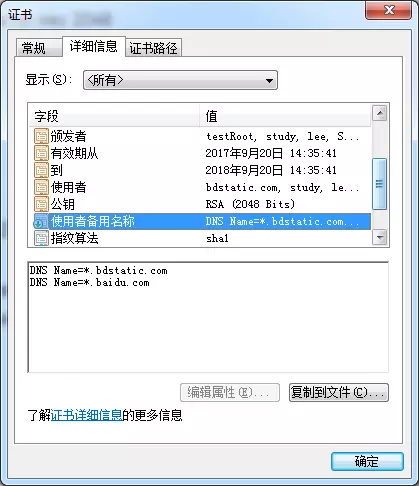 证书
常规 详细信息 证书路径
显示(S): <所有>
字段 值
颁发者 testRoot, study, lee, S...
有效期从 2017年9月20日 14:35:41
到 2018年9月20日 14:35:41
使用者 bdstatic.com, study, le...
公钥 RSA (2048 Bits)
使用者备用名称 DNS Name=*.bdstatic.com...
指纹算法 sha1
DNS Name=*.bdstatic.com
DNS Name=*.baidu.com
编辑属性(E)... 复制到文件(C)...
了解证书详细信息的更多信息
确定